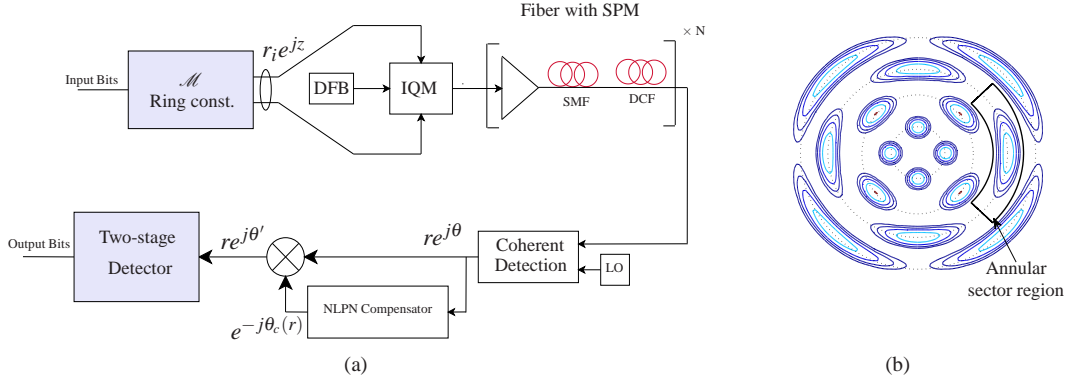 Fiber with SPM
× N
Input Bits
ℳ
Ring const.
r_i e^{jz}
DFB
IQM
SMF
DCF
Output Bits
Two-stage
Detector
re^{jθ′}
re^{jθ}
Coherent
Detection
LO
NLPN Compensator
e^{−jθ_c(r)}
(a)
Annular
sector region
(b)